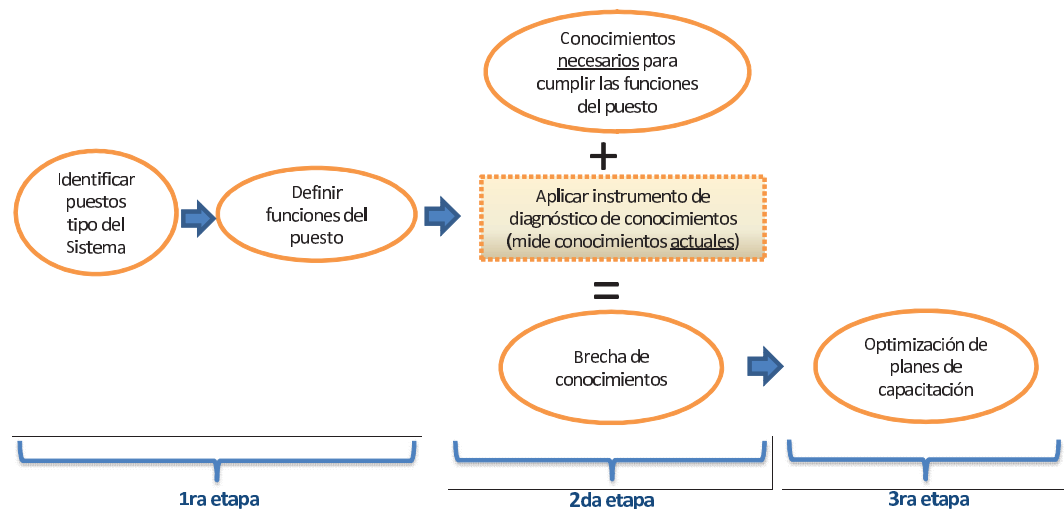 Identificar
puestos
tipo del
Sistema
Definir
funciones del
puesto
Conocimientos
necesarios para
cumplir las funciones
del puesto
+
Aplicar instrumento de
diagnóstico de conocimientos
(mide conocimientos actuales)
=
Brecha de
conocimientos
Optimización de
planes de
capacitación
1ra etapa
2da etapa
3ra etapa